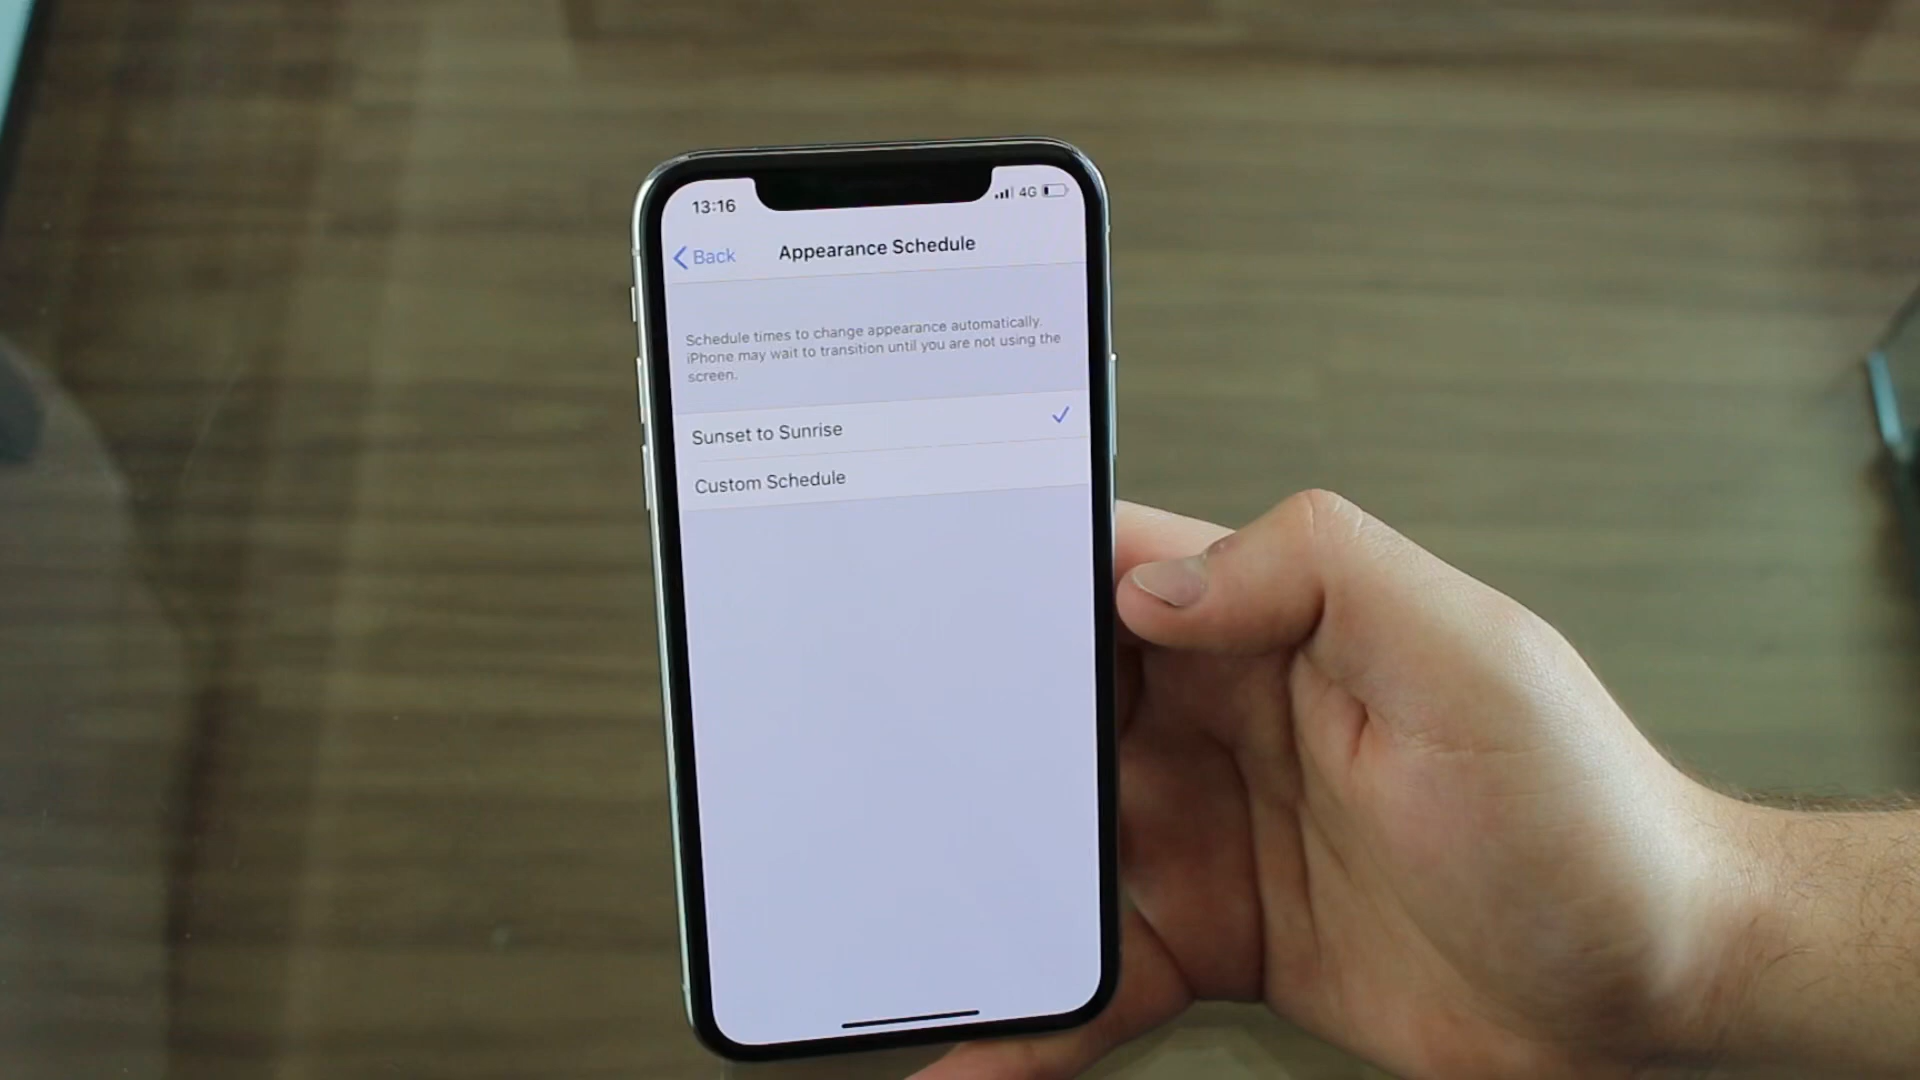 13:16
4G
Back
Appearance Schedule
Schedule times to change appearance automatically.
iPhone may wait to transition until you are not using the
screen.
Sunset to Sunrise
Custom Schedule